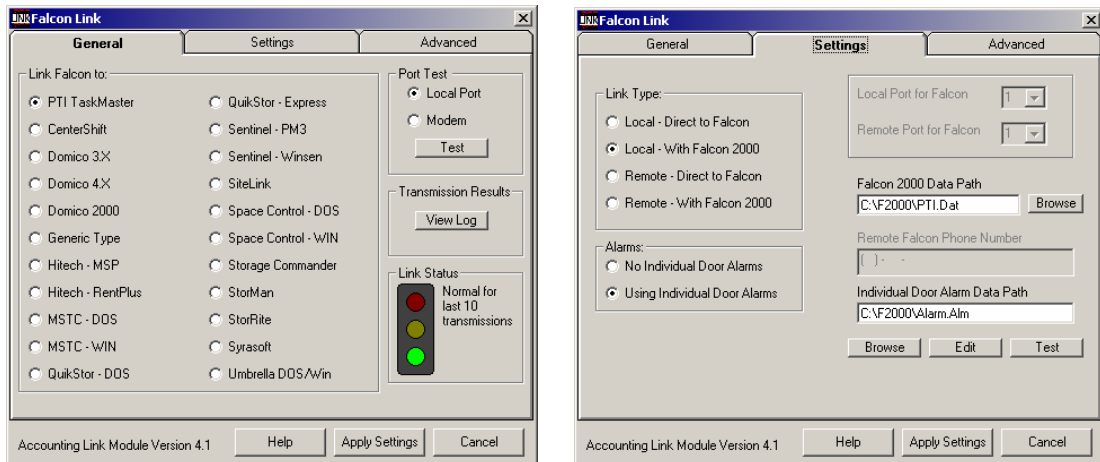 LINK Falcon Link
General Settings Advanced
Link Falcon to:
PTI TaskMaster
CenterShift
Domico 3.X
Domico 4.X
Domico 2000
Generic Type
Hitech - MSP
Hitech - RentPlus
MSTC - DOS
MSTC - WIN
QuikStor - DOS
QuikStor - Express
Sentinel - PM3
Sentinel - Winsen
SiteLink
Space Control - DOS
Space Control - WIN
Storage Commander
StorMan
StorRite
Syrasoft
Umbrella DOS/Win
Port Test
Local Port
Modem
Test
Transmission Results
View Log
Link Status
Normal for
last 10
transmissions
Accounting Link Module Version 4.1 Help Apply Settings Cancel
LINK Falcon Link
General Settings Advanced
Link Type:
Local - Direct to Falcon
Local - With Falcon 2000
Remote - Direct to Falcon
Remote - With Falcon 2000
Alarms:
No Individual Door Alarms
Using Individual Door Alarms
Local Port for Falcon 1
Remote Port for Falcon 1
Falcon 2000 Data Path
C:\F2000\PTI.Dat Browse
Remote Falcon Phone Number
( ) - -
Individual Door Alarm Data Path
C:\F2000\Alarm.Alm
Browse Edit Test
Accounting Link Module Version 4.1 Help Apply Settings Cancel